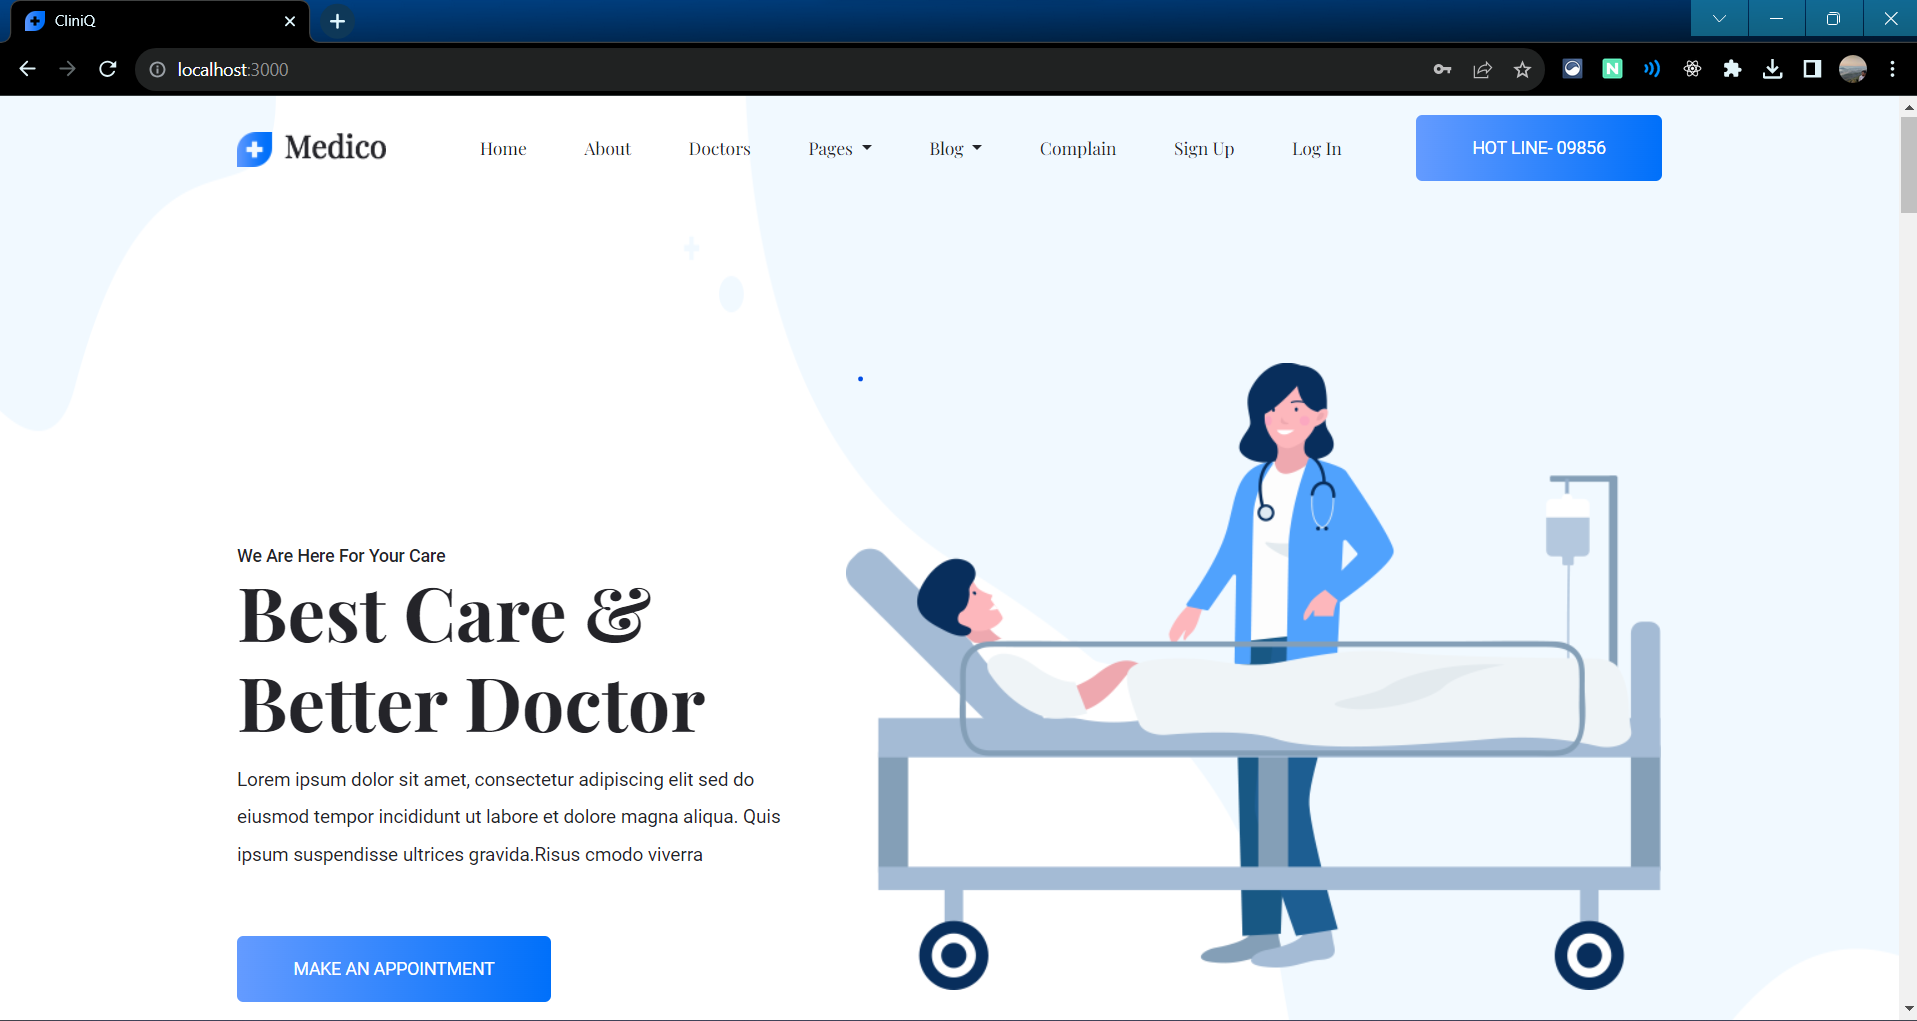 CliniQ
localhost:3000
Medico
Home About Doctors Pages Blog Complain Sign Up Log In
HOT LINE- 09856
We Are Here For Your Care
Best Care &
Better Doctor
Lorem ipsum dolor sit amet, consectetur adipiscing elit sed do
eiusmod tempor incididunt ut labore et dolore magna aliqua. Quis
ipsum suspendisse ultrices gravida.Risus cmodo viverra
MAKE AN APPOINTMENT